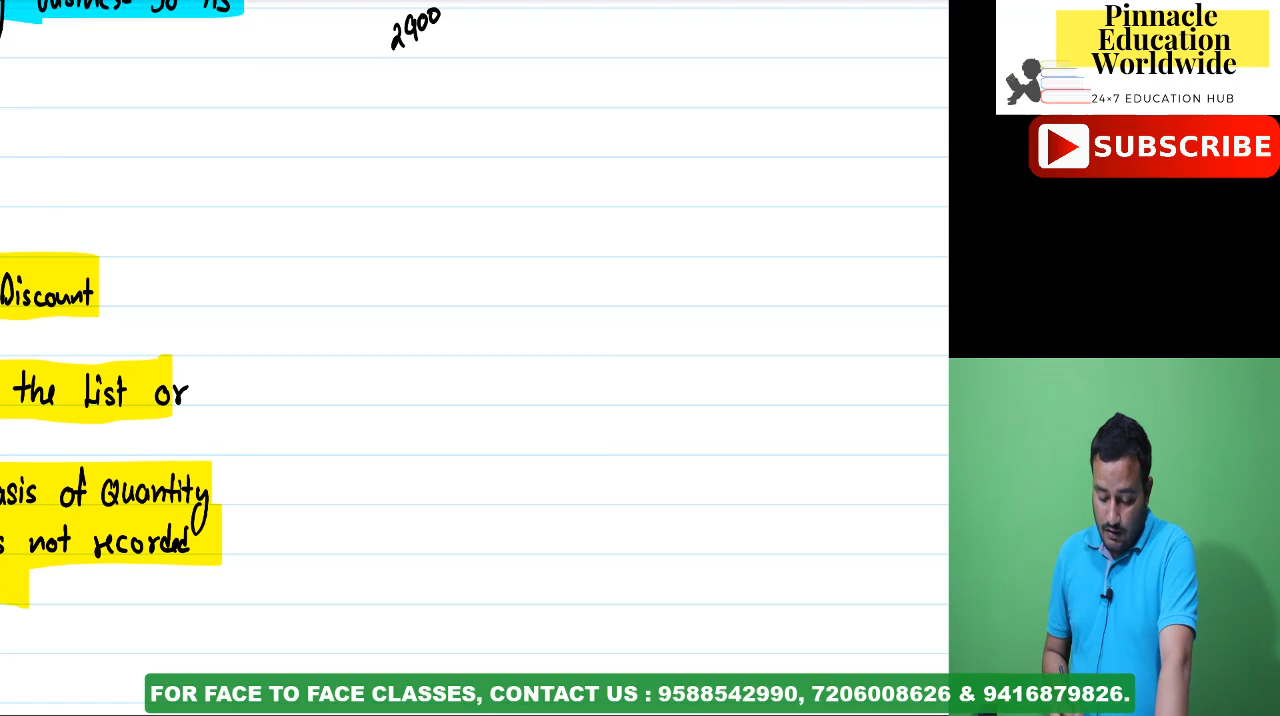 2900
Discount
the List or
of Quantity
not recorded
Pinnacle
Education
Worldwide
24×7 EDUCATION HUB
SUBSCRIBE
FOR FACE TO FACE CLASSES, CONTACT US : 9588542990, 7206008626 & 9416879826.